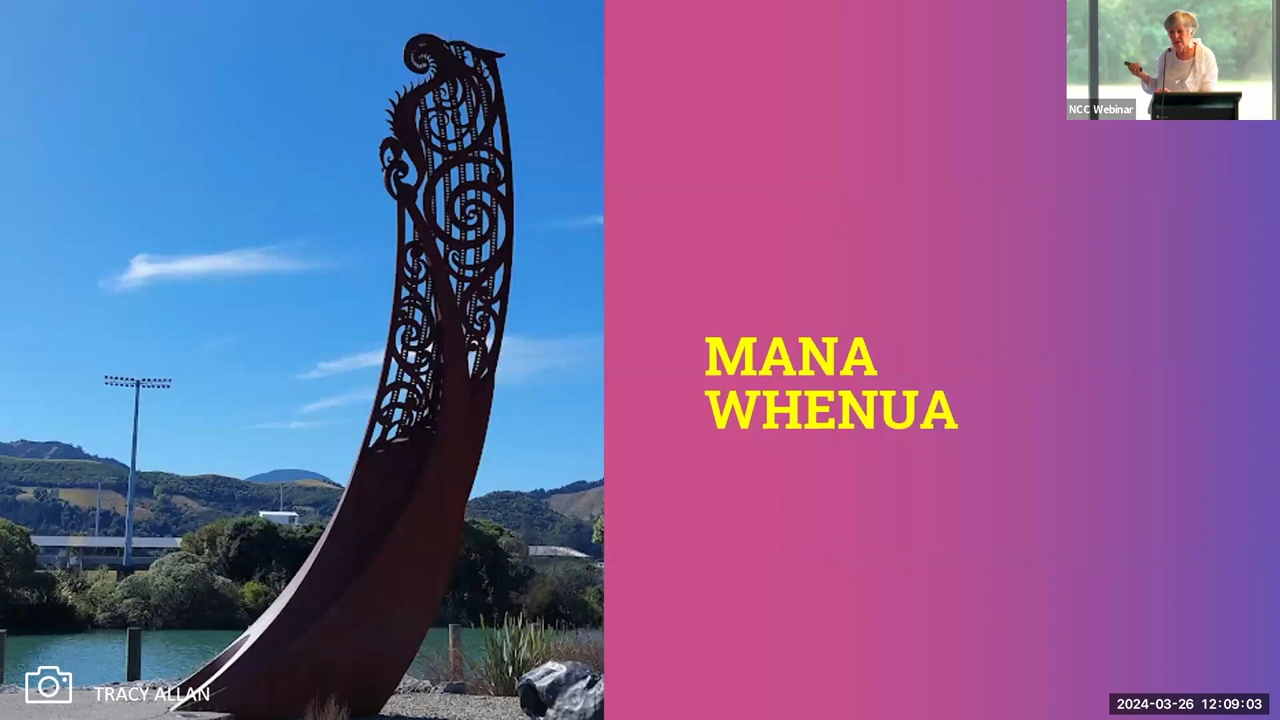 NCC Webinar
MANA
WHENUA
TRACY ALLAN
2024-03-26 12:09:03